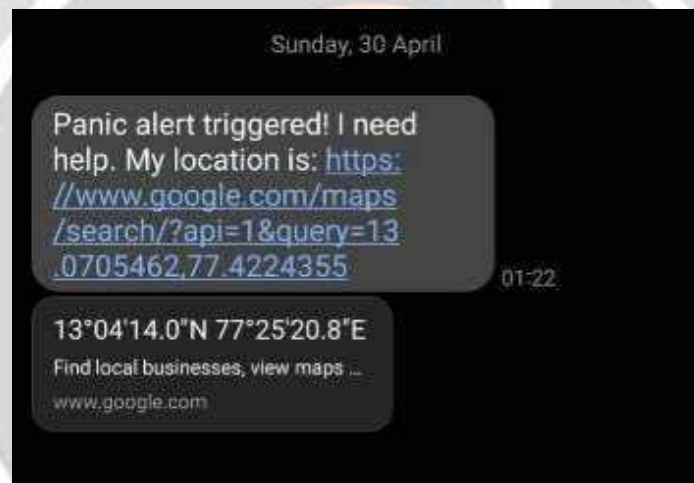 Sunday, 30 April
Panic alert triggered! I need
help. My location is: https:
//www.google.com/maps
/search/?api=1&query=13
.0705462,77.4224355
01:22
13°04'14.0"N 77°25'20.8"E
Find local businesses, view maps ...
www.google.com